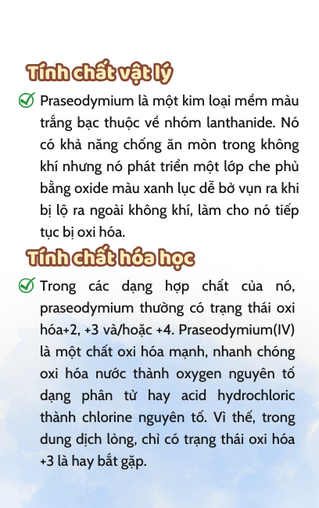 Tính chất vật lý
Praseodymium là một kim loại mềm màu
trắng bạc thuộc về nhóm lanthanide. Nó
có khả năng chống ăn mòn trong không
khí nhưng nó phát triển một lớp che phủ
bằng oxide màu xanh lục dễ bở vụn ra khi
bị lộ ra ngoài không khí, làm cho nó tiếp
tục bị oxi hóa.
Tính chất hóa học
Trong các dạng hợp chất của nó,
praseodymium thường có trạng thái oxi
hóa+2, +3 và/hoặc +4. Praseodymium(IV)
là một chất oxi hóa mạnh, nhanh chóng
oxi hóa nước thành oxygen nguyên tố
dạng phân tử hay acid hydrochloric
thành chlorine nguyên tố. Vì thế, trong
dung dịch lỏng, chỉ có trạng thái oxi hóa
+3 là hay bắt gặp.